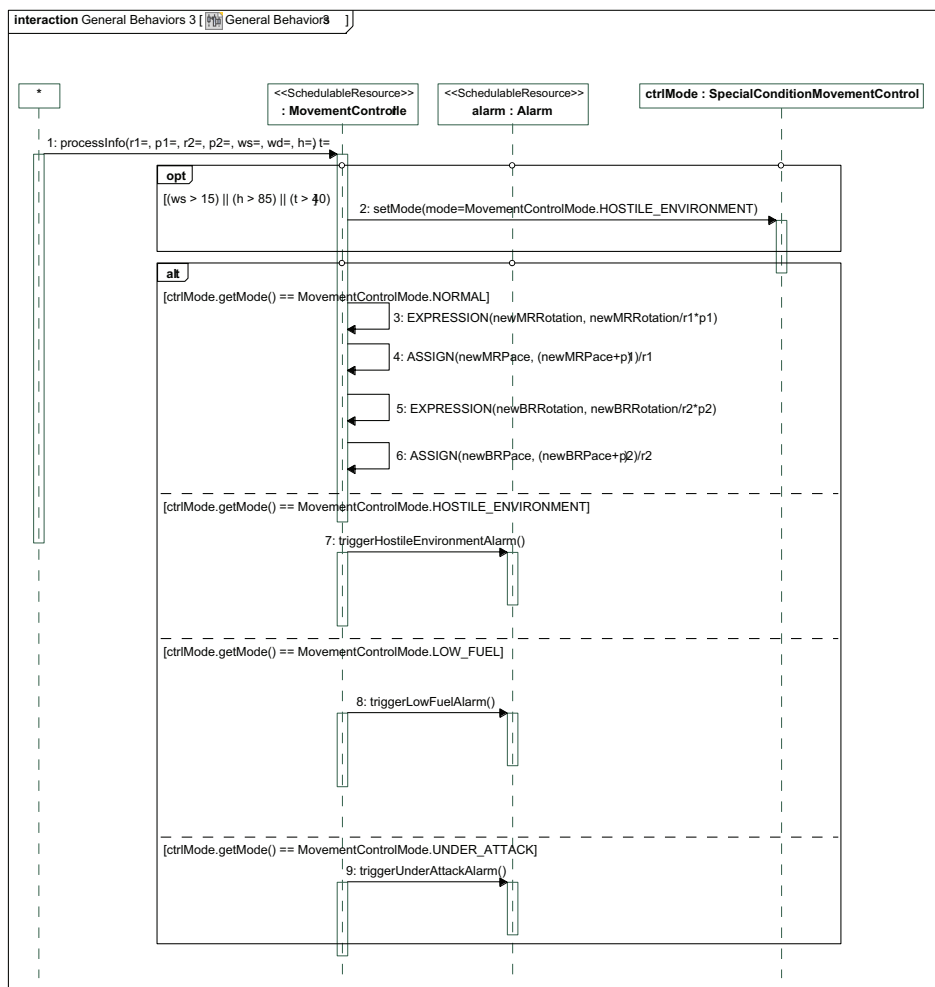 interaction General Behaviors 3 [ General Behaviors3 ]
*
<<SchedulableResource>>
: MovementControlle
<<SchedulableResource>>
alarm : Alarm
ctrlMode : SpecialConditionMovementControl
1: processInfo(r1=, p1=, r2=, p2=, ws=, wd=, h=) t=
opt
[(ws > 15) || (h > 85) || (t > 40)
2: setMode(mode=MovementControlMode.HOSTILE_ENVIRONMENT)
alt
[ctrlMode.getMode() == MovementControlMode.NORMAL]
3: EXPRESSION(newMRRotation, newMRRotation/r1*p1)
4: ASSIGN(newMRPace, (newMRPace+p1)/r1
5: EXPRESSION(newBRRotation, newBRRotation/r2*p2)
6: ASSIGN(newBRPace, (newBRPace+p2)/r2
[ctrlMode.getMode() == MovementControlMode.HOSTILE_ENVIRONMENT]
7: triggerHostileEnvironmentAlarm()
[ctrlMode.getMode() == MovementControlMode.LOW_FUEL]
8: triggerLowFuelAlarm()
[ctrlMode.getMode() == MovementControlMode.UNDER_ATTACK]
9: triggerUnderAttackAlarm()